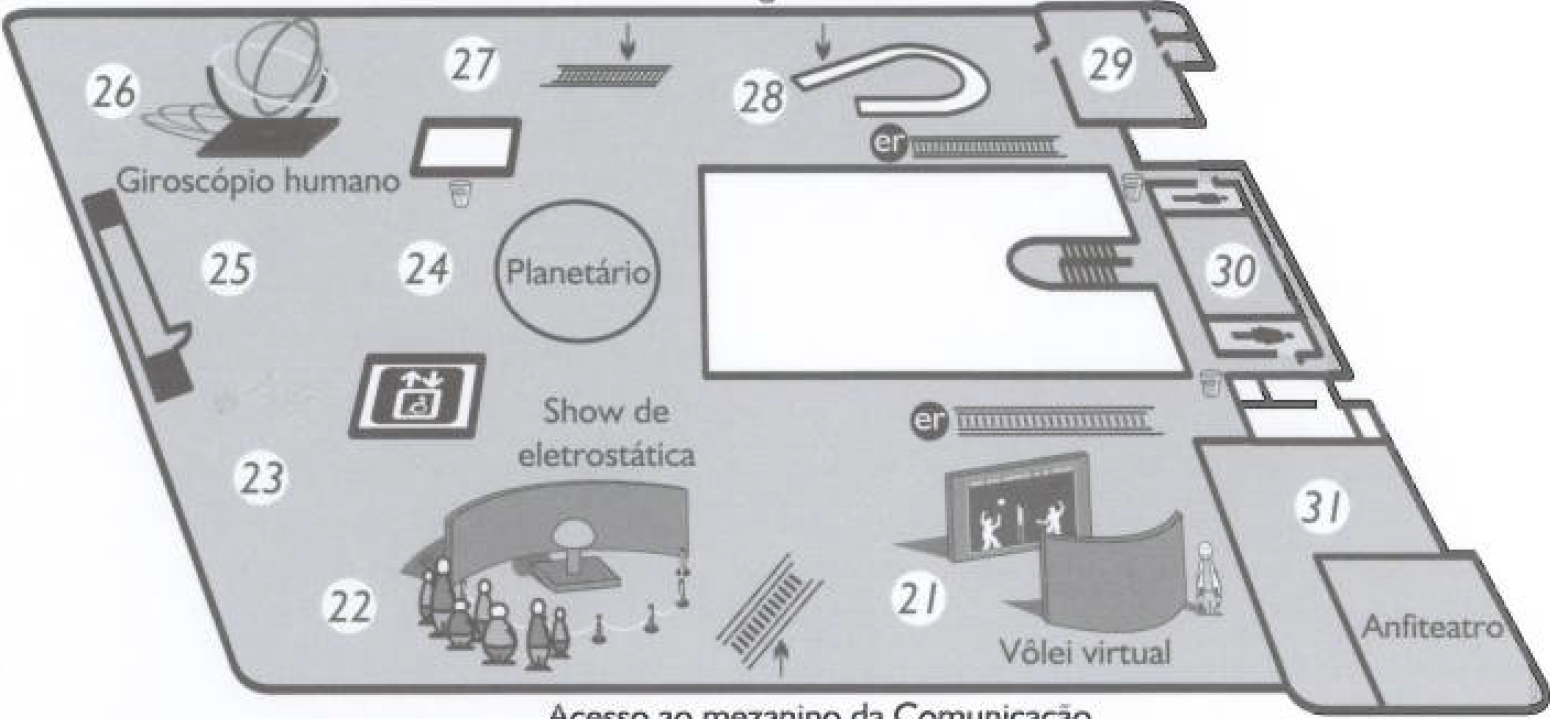 26
27
28
29
er
Giroscópio humano
25
24
Planetário
30
Show de
eletrostática
er
23
31
22
21
Vôlei virtual
Anfiteatro
Acesso ao mezanino da Comunicação